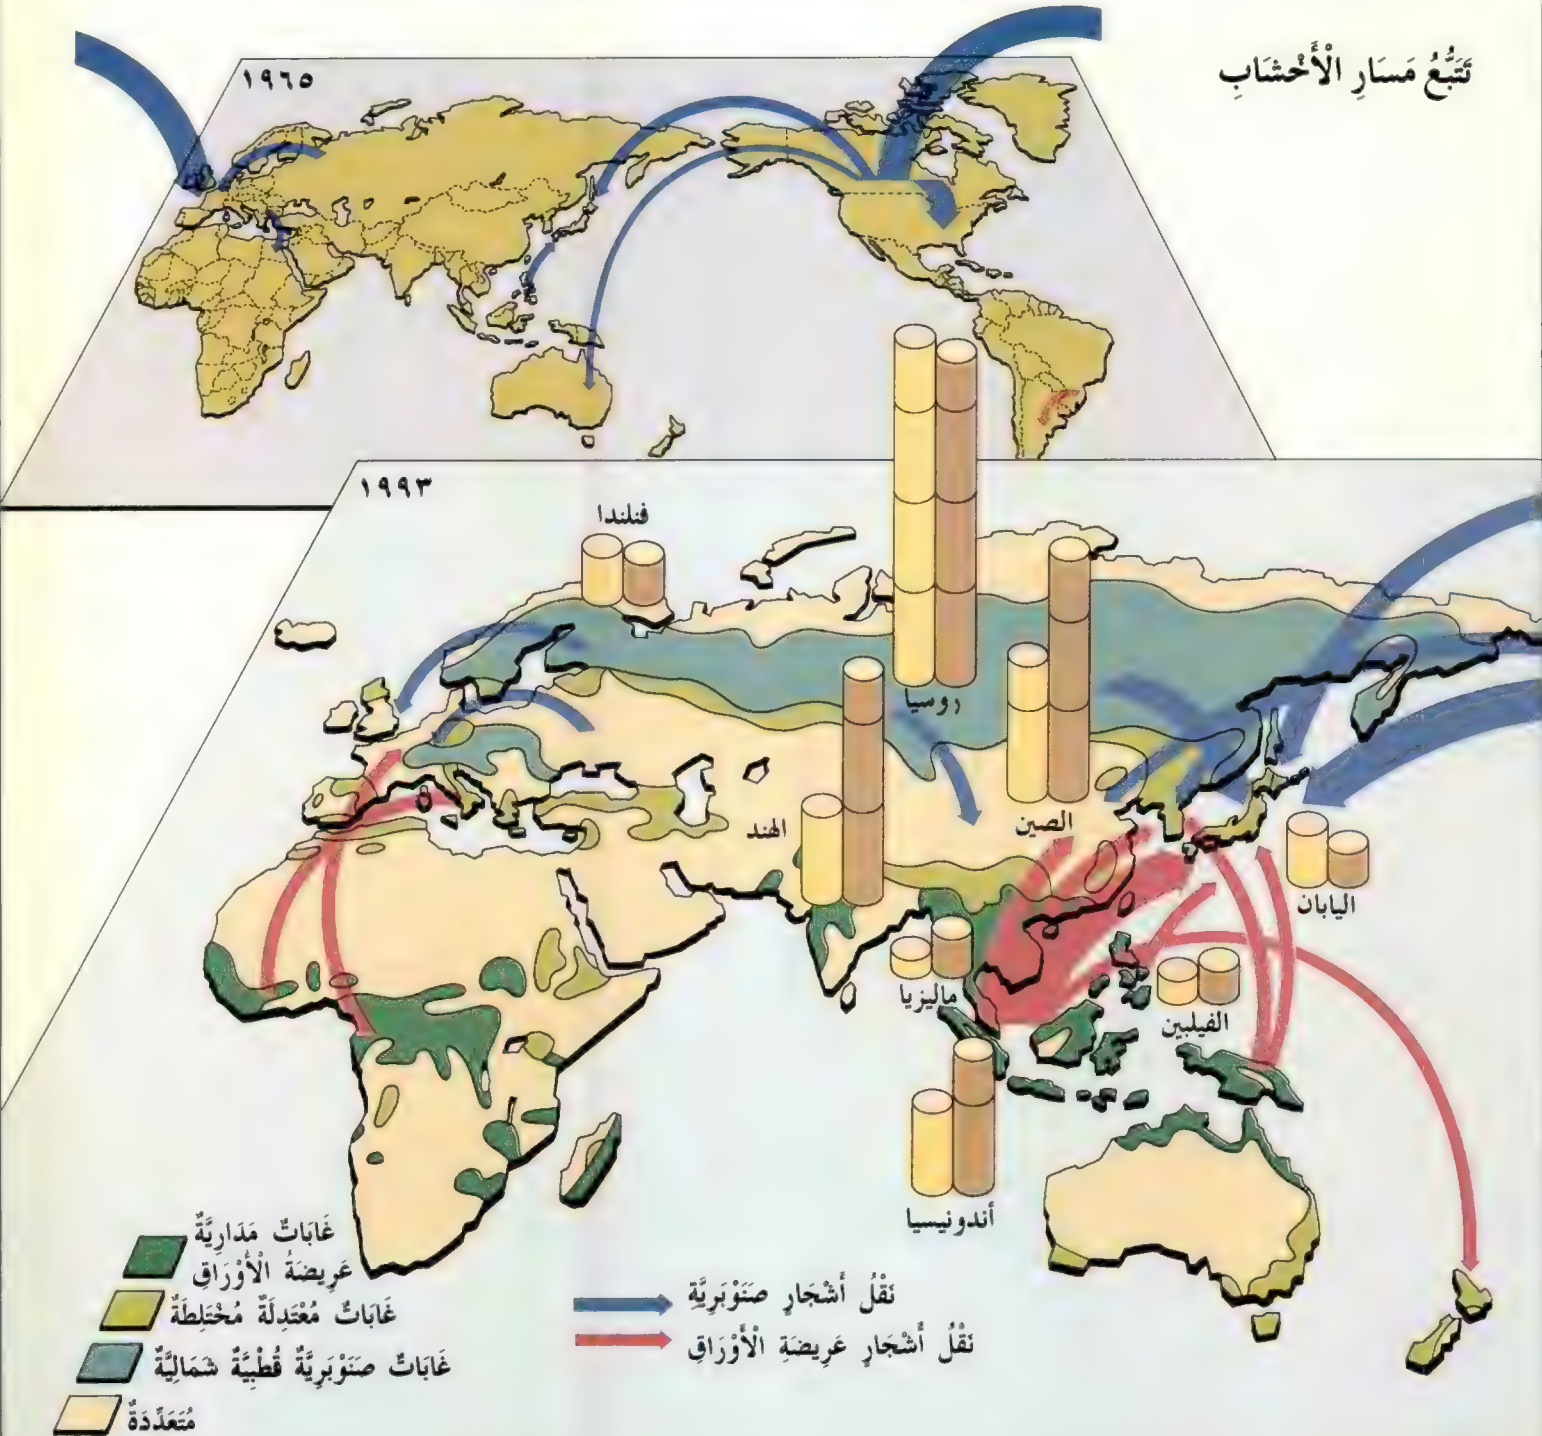 تَتَبُّعُ مَسَارِ الْأَخْشَابِ
١٩٦٥
١٩٩٣
فنلندا
روسيا
الصين
الهند
اليابان
ماليزيا
الفيلبين
أندونيسيا
غَابَاتٌ مَدَارِيَّةٌ
عَرِيضَةُ الْأَوْرَاقِ
غَابَاتٌ مُعْتَدِلَةٌ مُخْتَلِطَةٌ
غَابَاتٌ صَنَوْبَرِيَّةٌ قُطْبِيَّةٌ شَمَالِيَّةٌ
مُتَعَدِّدَةٌ
نَقْلُ أَشْجَارٍ صَنَوْبَرِيَّةٍ
نَقْلُ أَشْجَارٍ عَرِيضَةِ الْأَوْرَاقِ